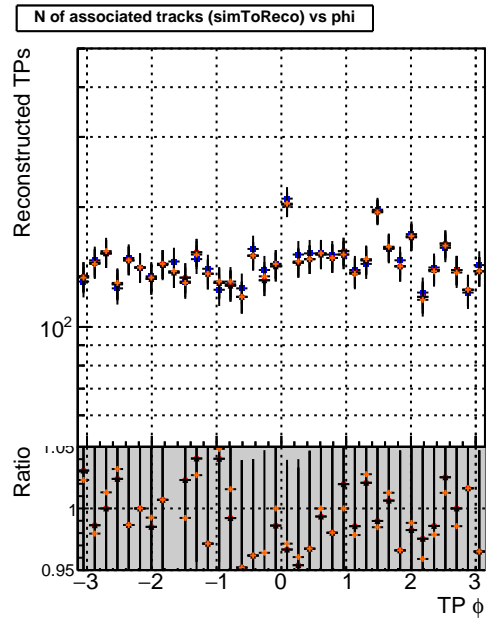 N of associated tracks (simToReco) vs phi
Reconstructed TPs
10²
Ratio
1.05
1
0.95
−3 −2 −1 0 1 2 3
TP ϕ